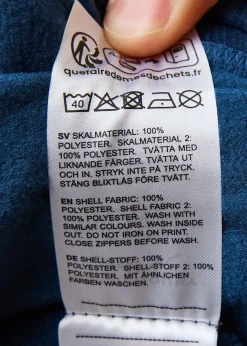 quefairedemesdechets.fr
40
SV SKALMATERIAL: 100%
POLYESTER. SKALMATERIAL 2:
100% POLYESTER. TVÄTTA MED
LIKNANDE FÄRGER. TVÄTTA UT
OCH IN. STRYK INTE PÅ TRYCK.
STÄNG BLIXTLÅS FÖRE TVÄTT.
EN SHELL FABRIC: 100%
POLYESTER. SHELL FABRIC 2:
100% POLYESTER. WASH WITH
SIMILAR COLOURS. WASH INSIDE
OUT. DO NOT IRON ON PRINT.
CLOSE ZIPPERS BEFORE WASH.
DE SHELL-STOFF: 100%
POLYESTER. SHELL-STOFF 2: 100%
POLYESTER. MIT ÄHNLICHEN
FARBEN WASCHEN.